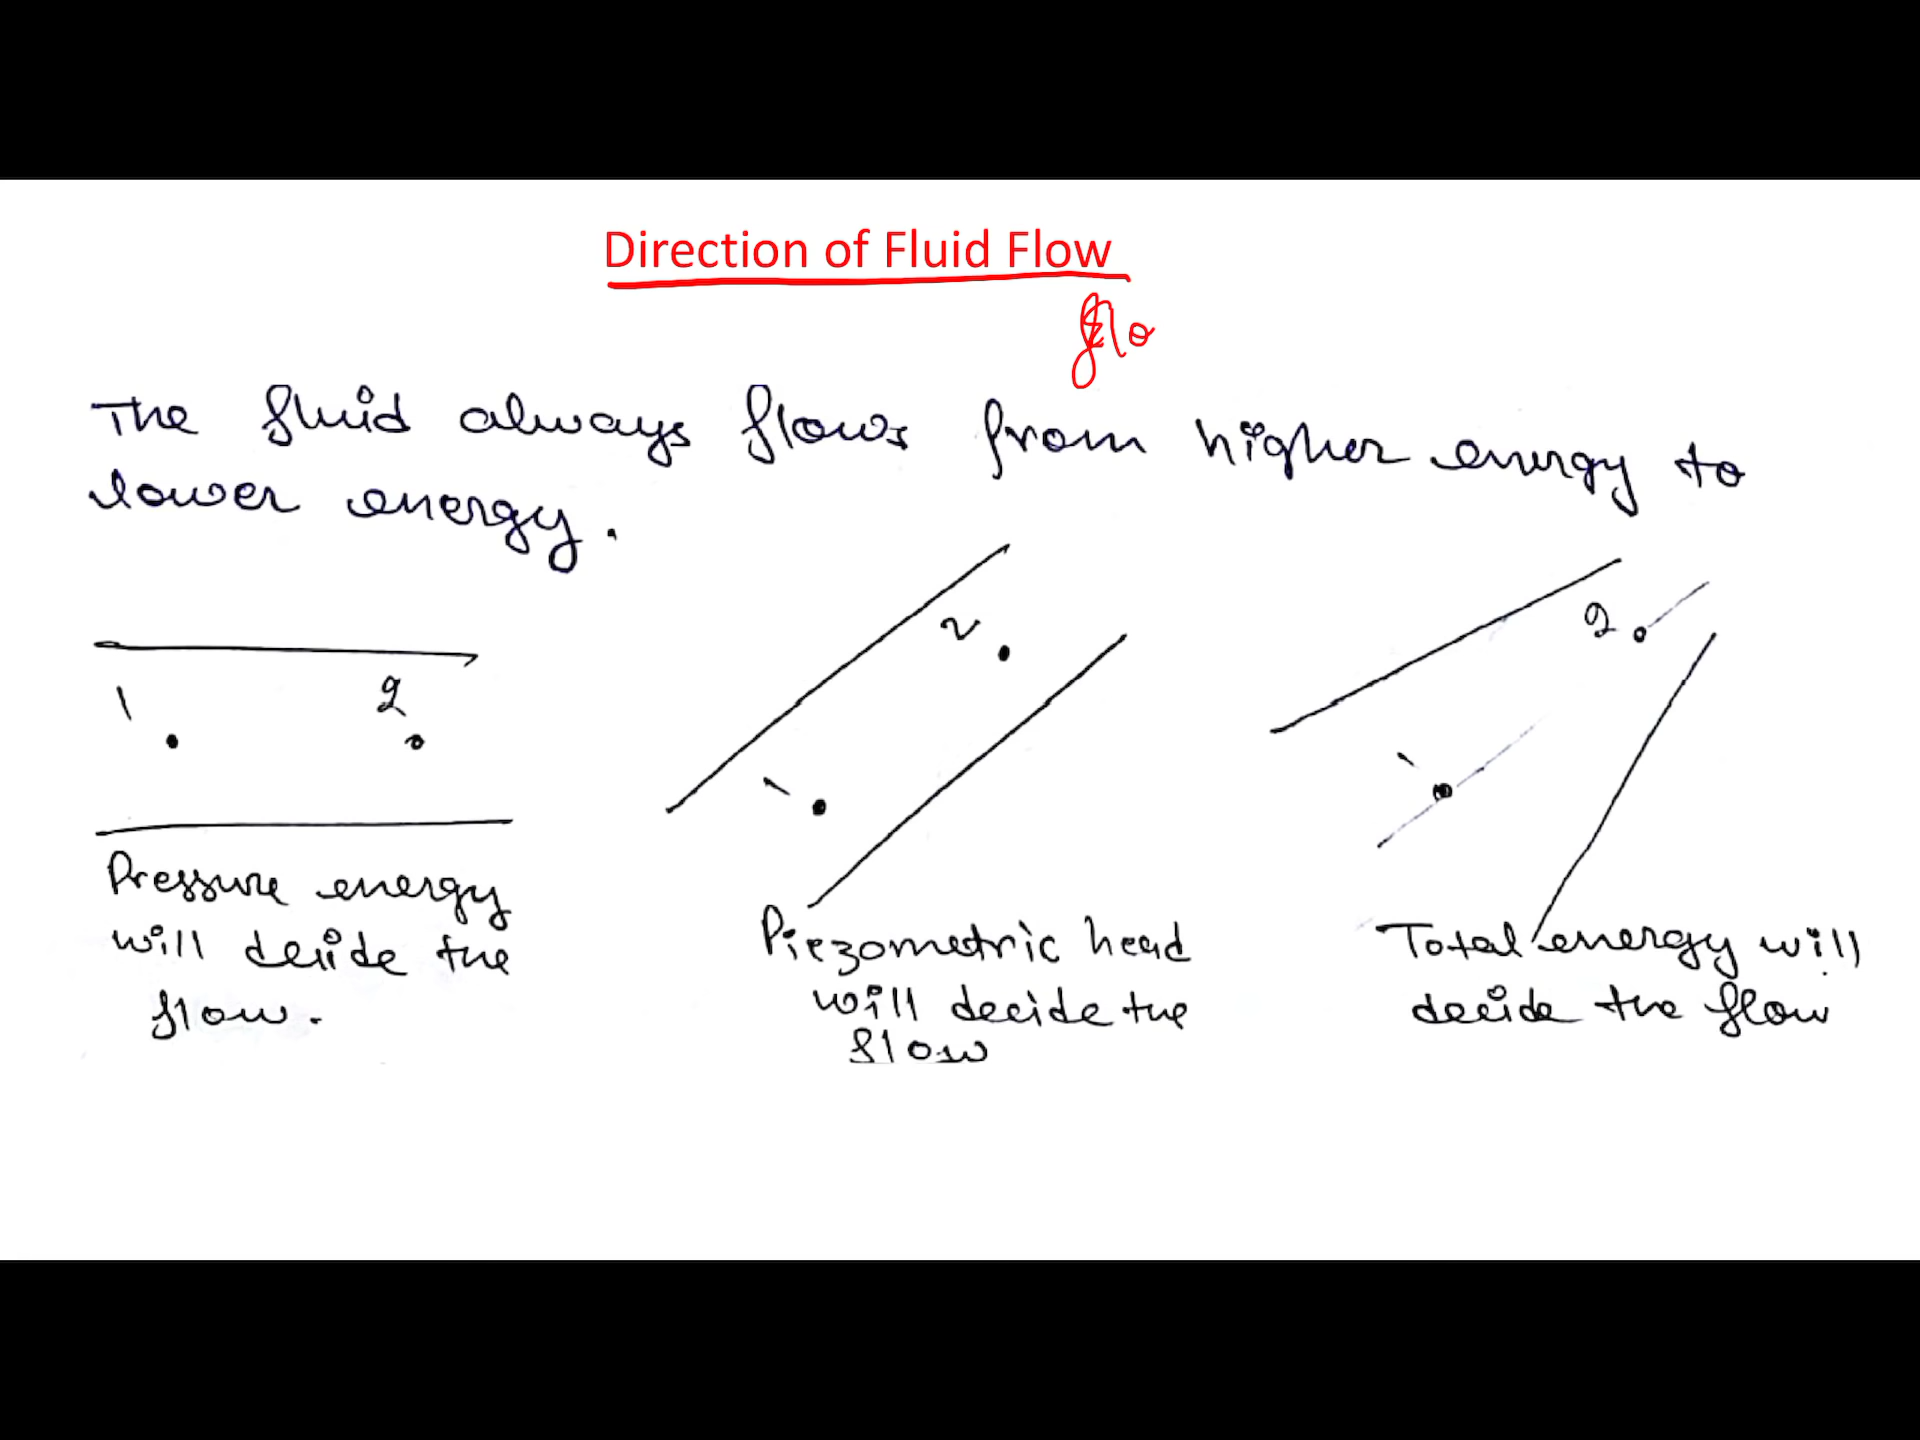 Direction of Fluid Flow
flo
The fluid always flows from higher energy to
lower energy.
1 2
Pressure energy
will decide the
flow.
1 2
Piezometric head
will decide the
flow
1 2
Total energy will
decide the flow